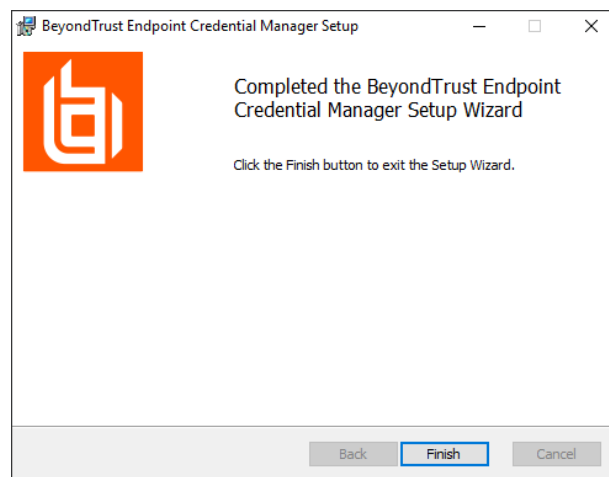 BeyondTrust Endpoint Credential Manager Setup
Completed the BeyondTrust Endpoint
Credential Manager Setup Wizard
Click the Finish button to exit the Setup Wizard.
Back Finish Cancel